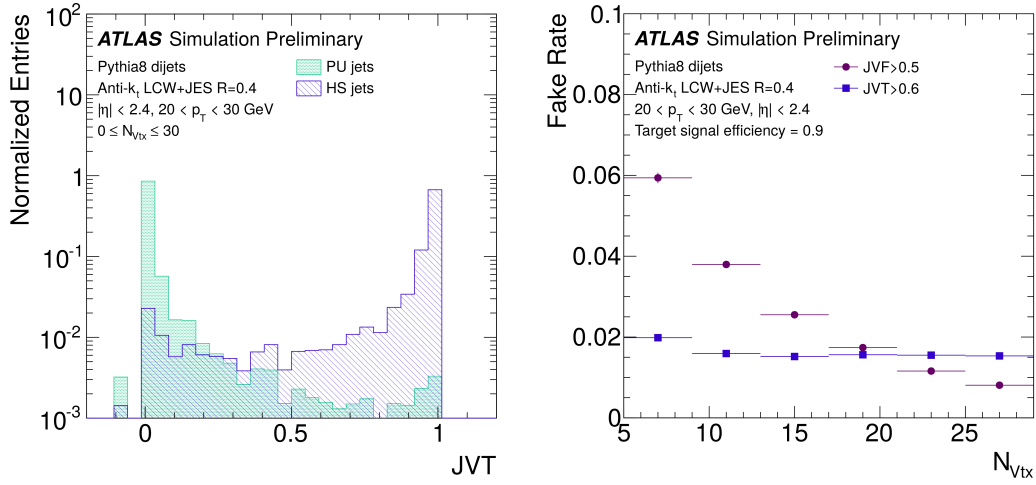 10²
10
1
10⁻¹
10⁻²
10⁻³
Normalized Entries
ATLAS Simulation Preliminary
Pythia8 dijets
Anti-kt LCW+JES R=0.4
|η| < 2.4, 20 < pT < 30 GeV
0 ≤ NVtx ≤ 30
PU jets
HS jets
0
0.5
1
JVT
0.1
0.08
0.06
0.04
0.02
0
Fake Rate
ATLAS Simulation Preliminary
Pythia8 dijets
Anti-kt LCW+JES R=0.4
20 < pT < 30 GeV, |η| < 2.4
Target signal efficiency = 0.9
JVF>0.5
JVT>0.6
5
10
15
20
25
NVtx